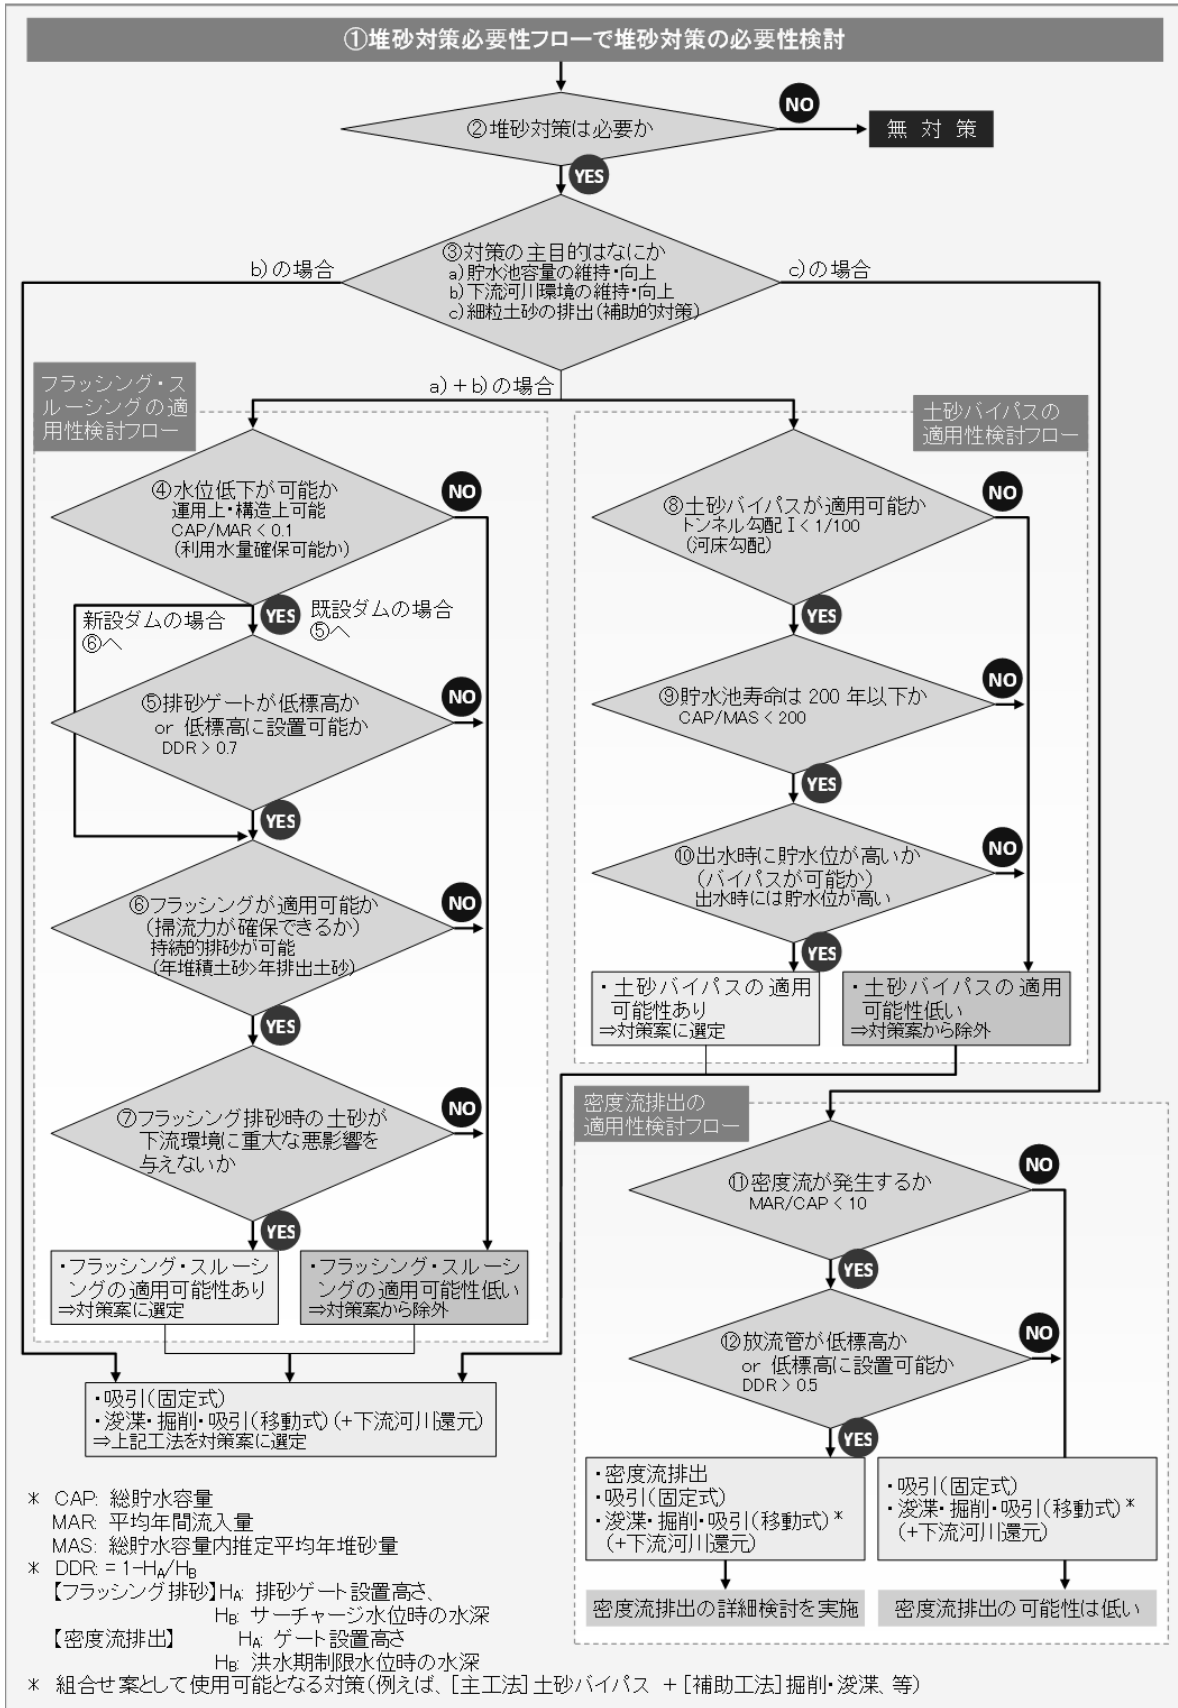 ①堆砂対策必要性フローで堆砂対策の必要性検討
②堆砂対策は必要か
NO
無 対 策
YES
③対策の主目的はなにか
a)貯水池容量の維持・向上
b)下流河川環境の維持・向上
c)細粒土砂の排出(補助的対策)
b)の場合
c)の場合
a)+b)の場合
フラッシング・ス
ルーシングの適
用性検討フロー
④水位低下が可能か
運用上・構造上可能
CAP/MAR<0.1
(利用水量確保可能か)
NO
YES
新設ダムの場合
⑥へ
既設ダムの場合
⑤へ
⑤排砂ゲートが低標高か
or 低標高に設置可能か
DDR>0.7
NO
YES
⑥フラッシングが適用可能か
(掃流力が確保できるか)
持続的排砂が可能
(年堆積土砂>年排出土砂)
NO
YES
⑦フラッシング排砂時の土砂が
下流環境に重大な悪影響を
与えないか
NO
YES
・フラッシング・スルーシ
ングの適用可能性あり
⇒対策案に選定
・フラッシング・スルーシ
ングの適用可能性低い
⇒対策案から除外
土砂バイパスの
適用性検討フロー
⑧土砂バイパスが適用可能か
トンネル勾配 I<1/100
(河床勾配)
NO
YES
⑨貯水池寿命は 200 年以下か
CAP/MAS<200
NO
YES
⑩出水時に貯水位が高いか
(バイパスが可能か)
出水時には貯水位が高い
NO
YES
・土砂バイパスの適用
可能性あり
⇒対策案に選定
・土砂バイパスの適用
可能性低い
⇒対策案から除外
密度流排出の
適用性検討フロー
⑪密度流が発生するか
MAR/CAP<10
NO
YES
⑫放流管が低標高か
or 低標高に設置可能か
DDR>0.5
NO
YES
・密度流排出
・吸引(固定式)
・浚渫・掘削・吸引(移動式)*
(+下流河川還元)
・吸引(固定式)
・浚渫・掘削・吸引(移動式)*
(+下流河川還元)
密度流排出の詳細検討を実施
密度流排出の可能性は低い
・吸引(固定式)
・浚渫・掘削・吸引(移動式)(+下流河川還元)
⇒上記工法を対策案に選定
* CAP: 総貯水容量
MAR: 平均年間流入量
MAS: 総貯水容量内推定平均年堆砂量
* DDR: =1-HA/HB
【フラッシング排砂】HA: 排砂ゲート設置高さ、
HB: サーチャージ水位時の水深
【密度流排出】 HA: ゲート設置高さ
HB: 洪水期制限水位時の水深
* 組合せ案として使用可能となる対策(例えば、[主工法]土砂バイパス +[補助工法]掘削・浚渫、等)